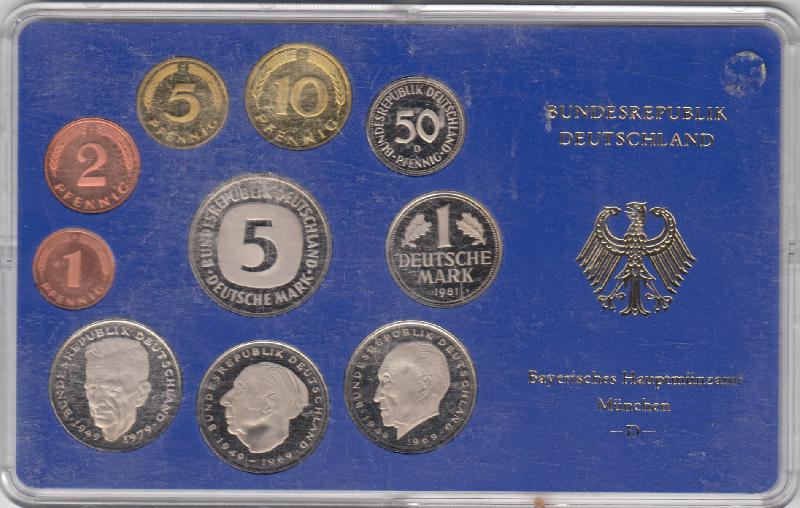 BUNDESREPUBLIK
DEUTSCHLAND
Bayerisches Hauptmünzamt
München
—D—
5
PFENNIG
10
PFENNIG
BUNDESREPUBLIK DEUTSCHLAND
50
D
PFENNIG
2
PFENNIG
BUNDESREPUBLIK DEUTSCHLAND
5
DEUTSCHE MARK
1
DEUTSCHE
MARK
1981
1
PFENNIG
BUNDESREPUBLIK DEUTSCHLAND
1949 1979
BUNDESREPUBLIK DEUTSCHLAND
1949-1969
BUNDESREPUBLIK DEUTSCHLAND
1949 1969